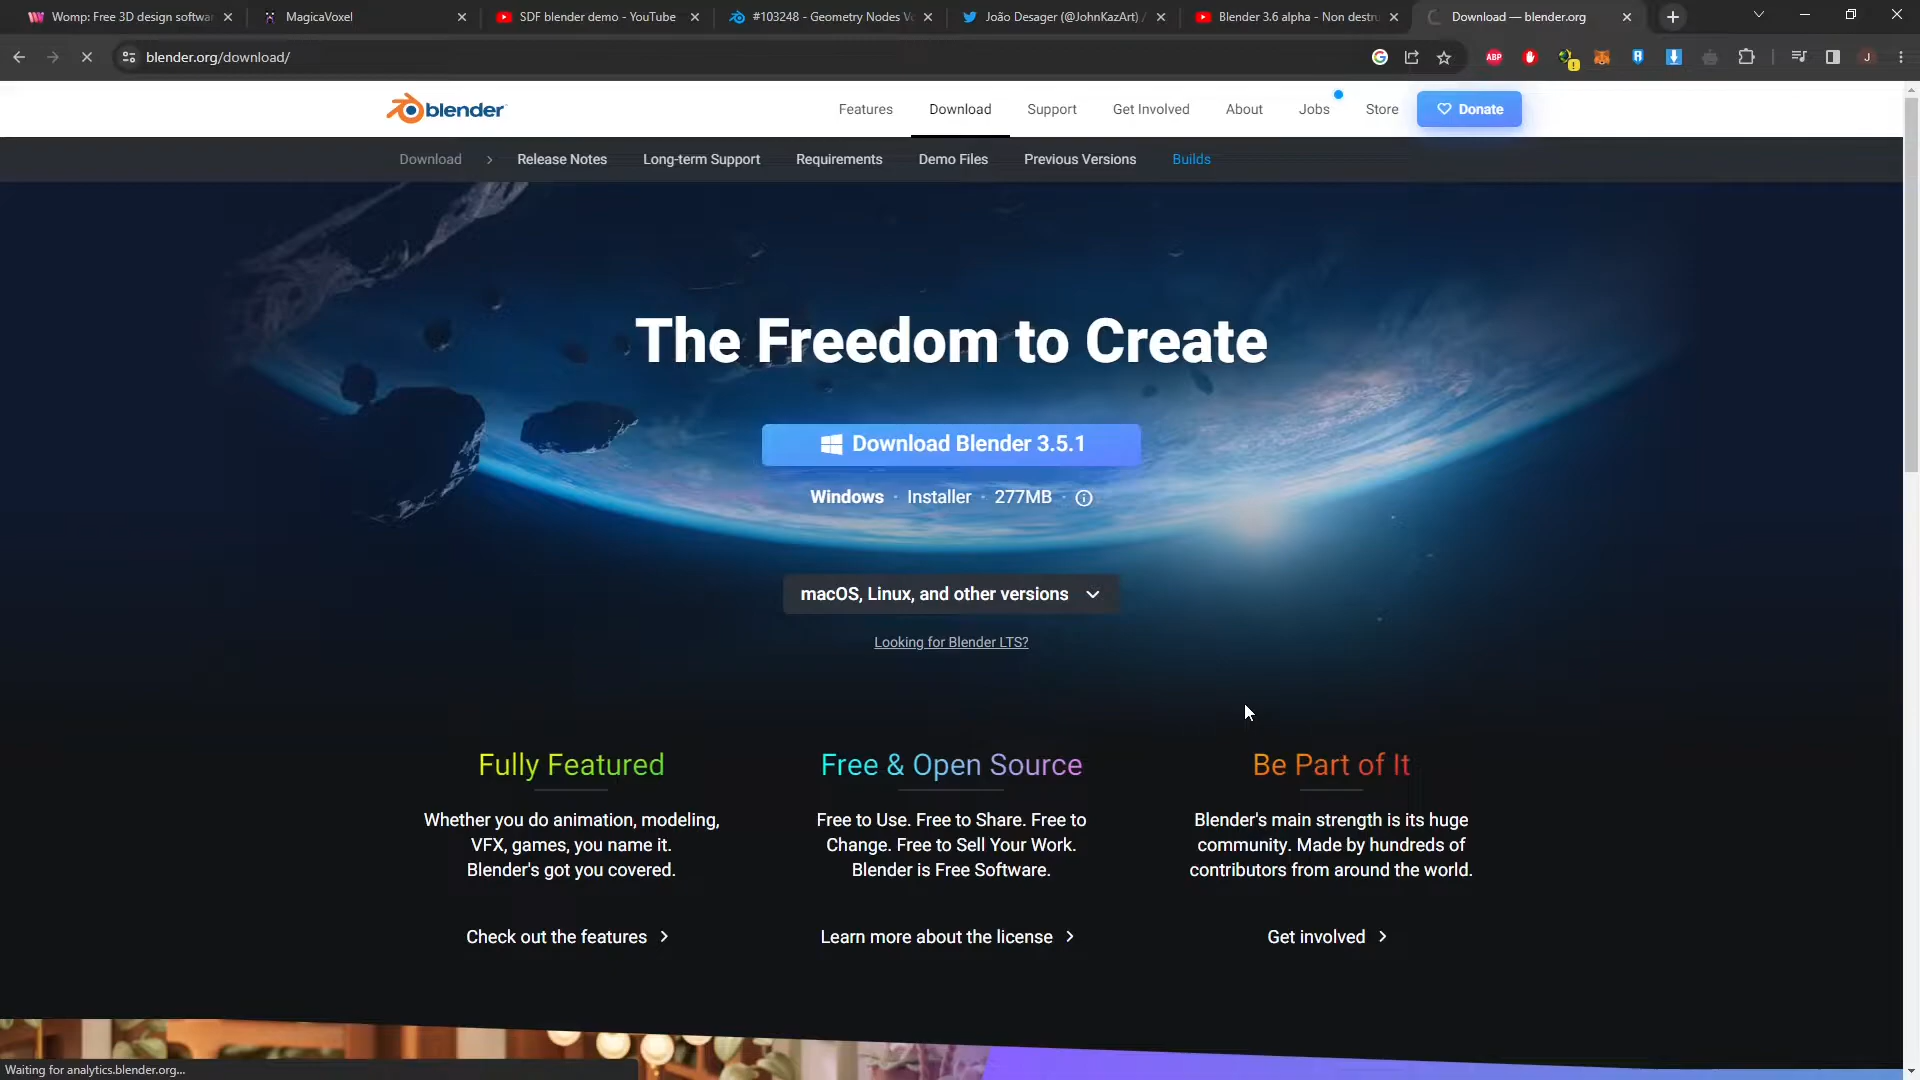 Womp: Free 3D design softwar
MagicaVoxel
SDF blender demo - YouTube
#103248 - Geometry Nodes Vo
João Desager (@JohnKazArt) /
Blender 3.6 alpha - Non destru
Download — blender.org
blender.org/download/
ABP
J
blender
Features
Download
Support
Get Involved
About
Jobs
Store
Donate
Download
Release Notes
Long-term Support
Requirements
Demo Files
Previous Versions
Builds
The Freedom to Create
Download Blender 3.5.1
Windows · Installer · 277MB ·
macOS, Linux, and other versions
Looking for Blender LTS?
Fully Featured
Whether you do animation, modeling,
VFX, games, you name it.
Blender's got you covered.
Check out the features
Free & Open Source
Free to Use. Free to Share. Free to
Change. Free to Sell Your Work.
Blender is Free Software.
Learn more about the license
Be Part of It
Blender's main strength is its huge
community. Made by hundreds of
contributors from around the world.
Get involved
Waiting for analytics.blender.org...